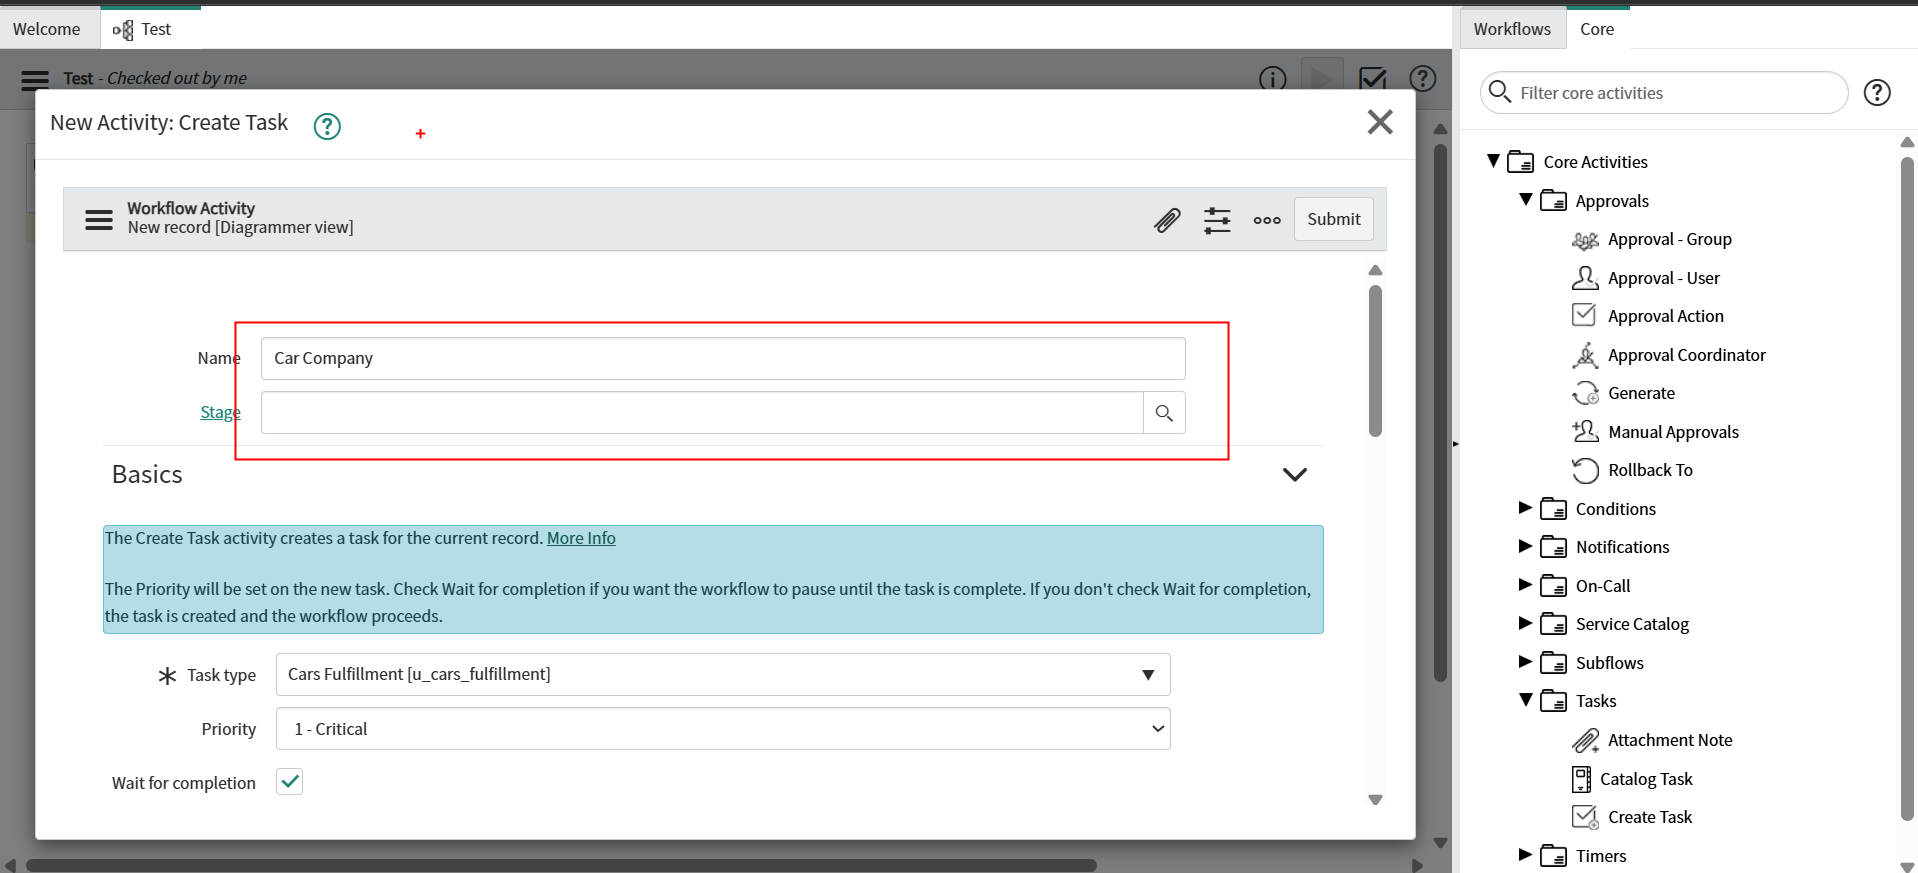 Welcome
Test
Workflows
Core
Test - Checked out by me
Filter core activities
New Activity: Create Task
Workflow Activity
New record [Diagrammer view]
Submit
Name
Car Company
Stage
Basics
The Create Task activity creates a task for the current record. More Info
The Priority will be set on the new task. Check Wait for completion if you want the workflow to pause until the task is complete. If you don't check Wait for completion,
the task is created and the workflow proceeds.
Task type
Cars Fulfillment [u_cars_fulfillment]
Priority
1 - Critical
Wait for completion
Core Activities
Approvals
Approval - Group
Approval - User
Approval Action
Approval Coordinator
Generate
Manual Approvals
Rollback To
Conditions
Notifications
On-Call
Service Catalog
Subflows
Tasks
Attachment Note
Catalog Task
Create Task
Timers